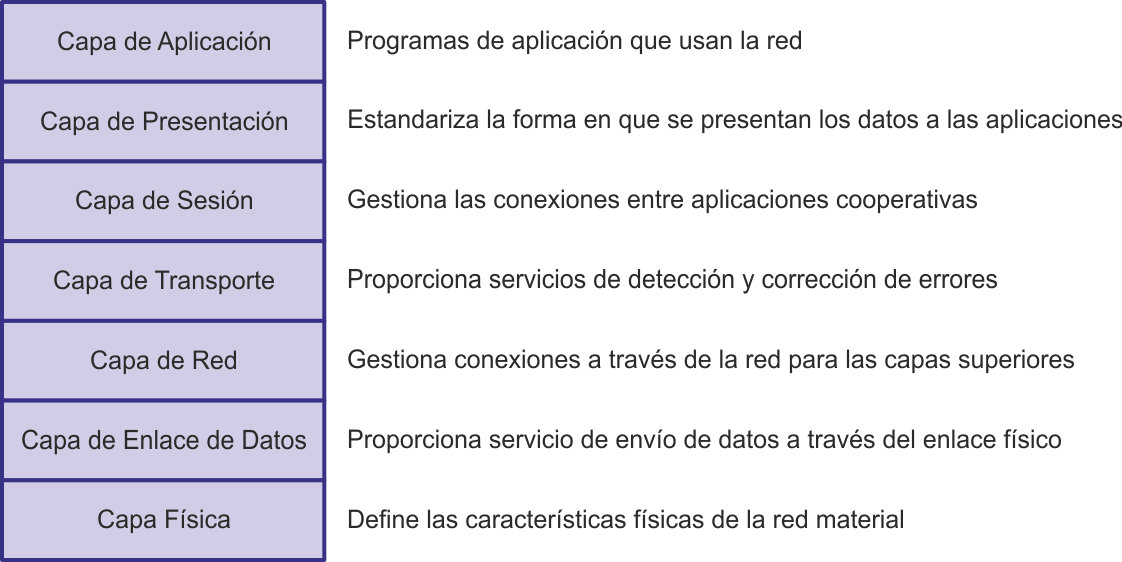 Capa de Aplicación
Programas de aplicación que usan la red
Capa de Presentación
Estandariza la forma en que se presentan los datos a las aplicaciones
Capa de Sesión
Gestiona las conexiones entre aplicaciones cooperativas
Capa de Transporte
Proporciona servicios de detección y corrección de errores
Capa de Red
Gestiona conexiones a través de la red para las capas superiores
Capa de Enlace de Datos
Proporciona servicio de envío de datos a través del enlace físico
Capa Física
Define las características físicas de la red material